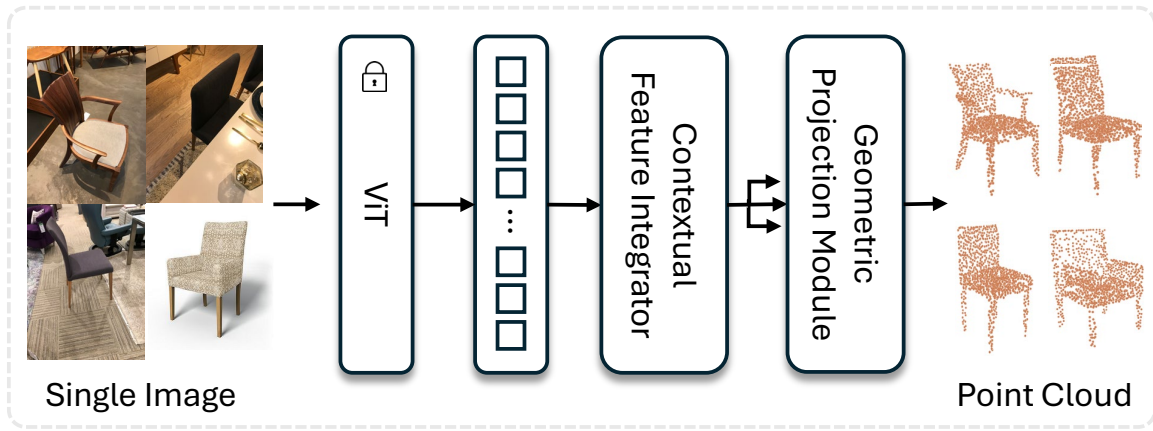 ViT
...
Contextual
Feature Integrator
Geometric
Projection Module
Single Image
Point Cloud